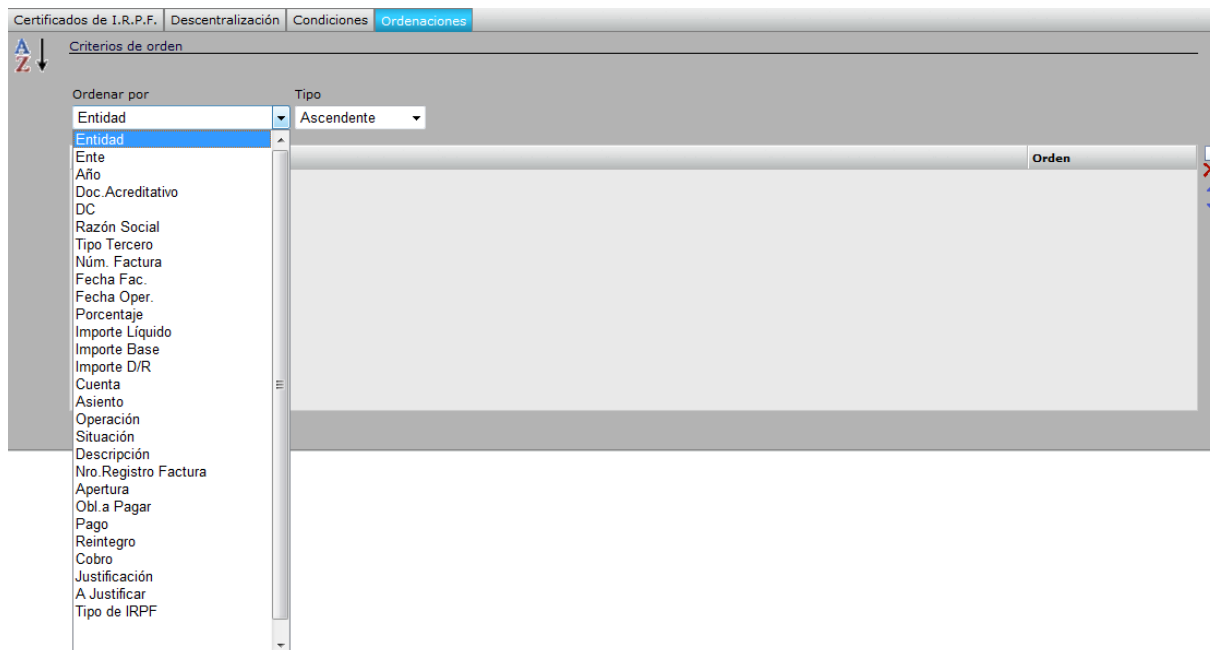 Certificados de I.R.P.F. Descentralización Condiciones Ordenaciones
A
Z
Criterios de orden
Ordenar por Tipo
Entidad Ascendente
Orden
Entidad
Ente
Año
Doc.Acreditativo
DC
Razón Social
Tipo Tercero
Núm. Factura
Fecha Fac.
Fecha Oper.
Porcentaje
Importe Líquido
Importe Base
Importe D/R
Cuenta
Asiento
Operación
Situación
Descripción
Nro.Registro Factura
Apertura
Obl.a Pagar
Pago
Reintegro
Cobro
Justificación
A Justificar
Tipo de IRPF